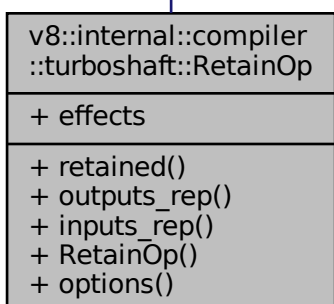 v8::internal::compiler
::turboshaft::RetainOp
+ effects
+ retained()
+ outputs_rep()
+ inputs_rep()
+ RetainOp()
+ options()